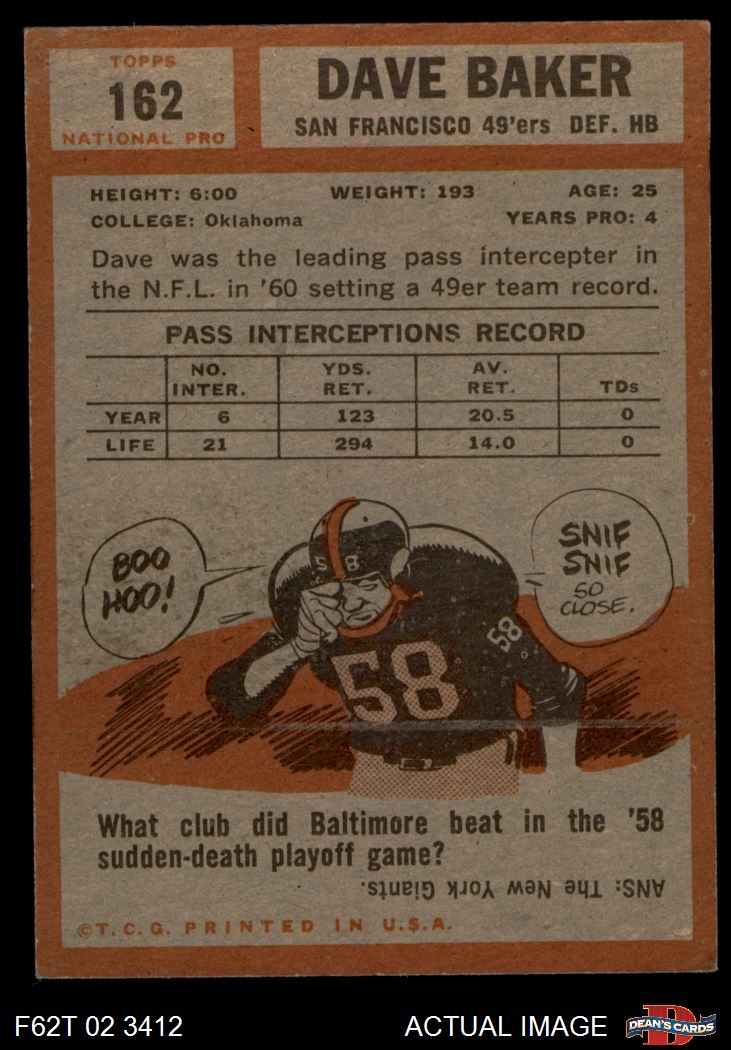 TOPPS
162
NATIONAL PRO
DAVE BAKER
SAN FRANCISCO 49'ers DEF. HB
HEIGHT: 6:00 WEIGHT: 193 AGE: 25
COLLEGE: Oklahoma YEARS PRO: 4
Dave was the leading pass intercepter in
the N.F.L. in '60 setting a 49er team record.
PASS INTERCEPTIONS RECORD
NO. INTER. YDS. RET. AV. RET. TDs
YEAR 6 123 20.5 0
LIFE 21 294 14.0 0
BOO
HOO!
SNIF
SNIF
SO
CLOSE.
58
58
58
What club did Baltimore beat in the '58
sudden-death playoff game?
ANS: The New York Giants.
©T.C.G. PRINTED IN U.S.A.
F62T 02 3412 ACTUAL IMAGE
D
DEAN'S CARDS